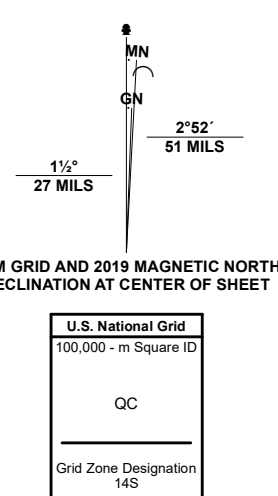 MN
GN
2°52´
51 MILS
1½°
27 MILS
M GRID AND 2019 MAGNETIC NORTH
ECLINATION AT CENTER OF SHEET
U.S. National Grid
100,000 - m Square ID
QC
Grid Zone Designation
14S